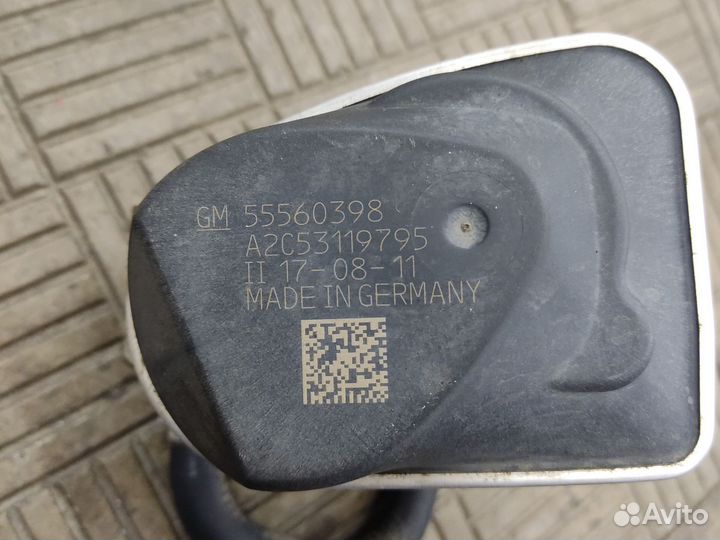 GM 55560398
A2C53119795
II 17-08-11
MADE IN GERMANY
Avito